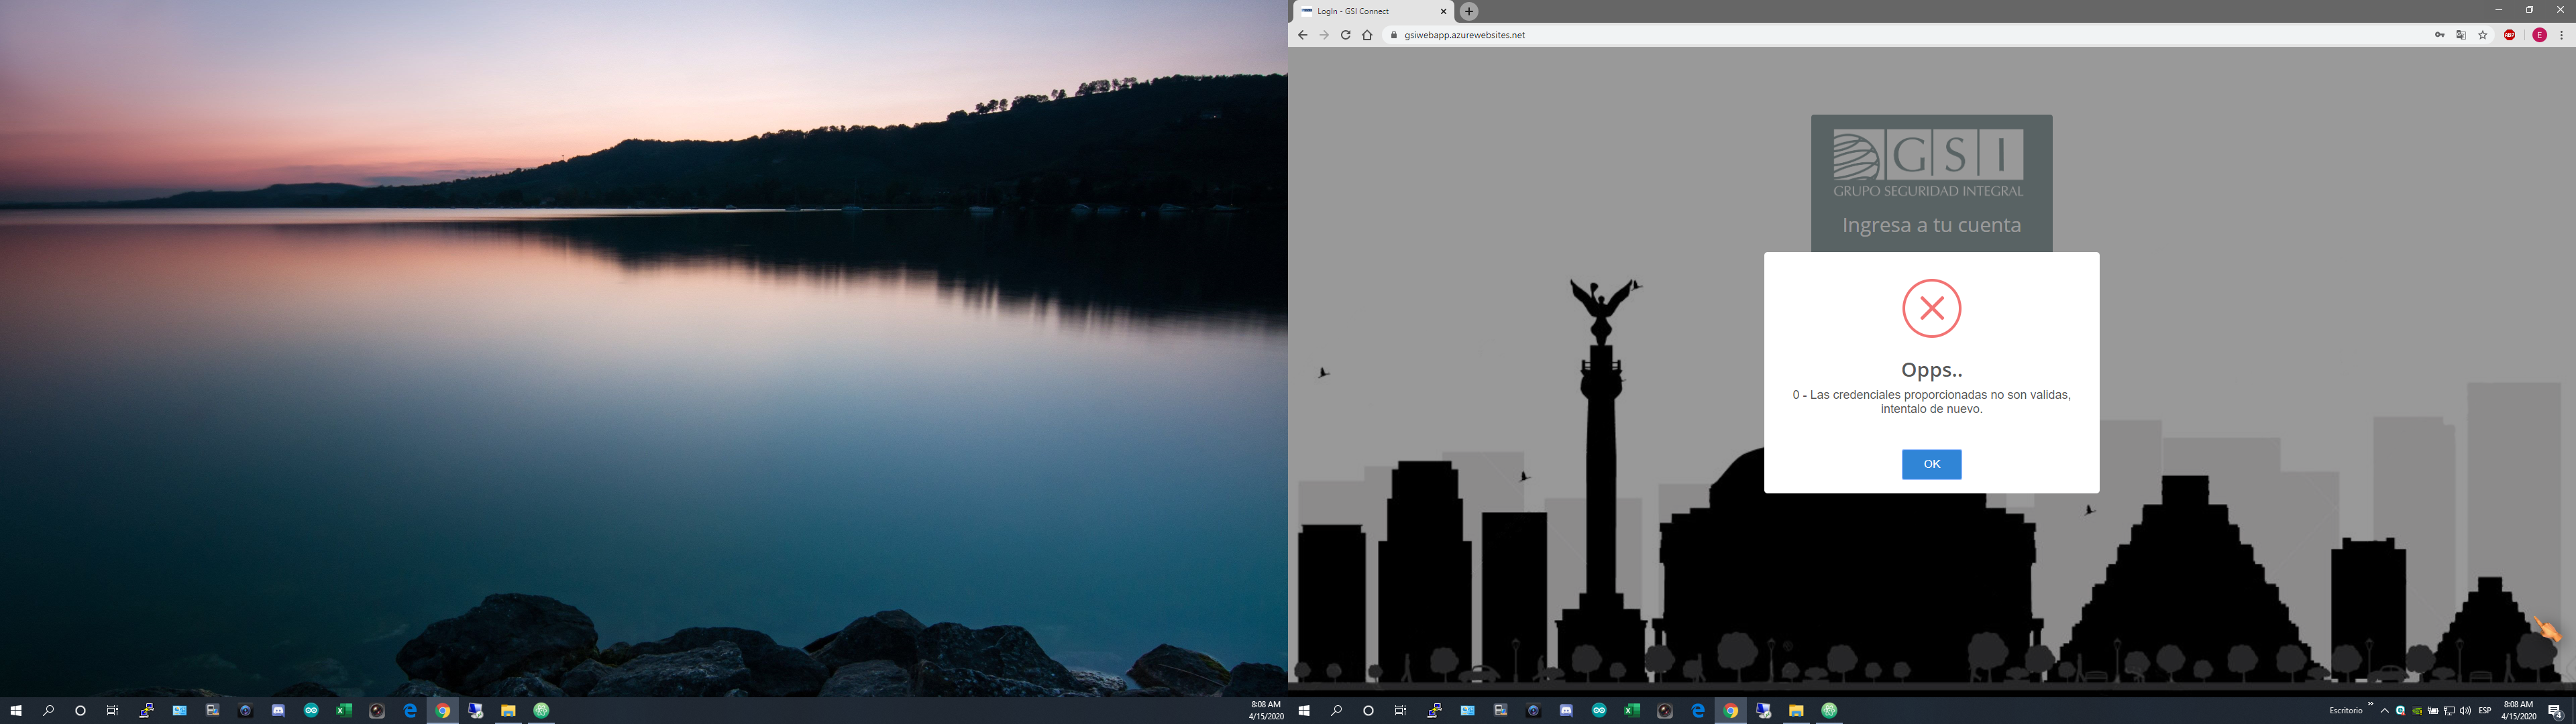 LogIn - GSI Connect
gsiwebapp.azurewebsites.net
ABP
E
G S I
GRUPO SEGURIDAD INTEGRAL
Ingresa a tu cuenta
Opps..
0 - Las credenciales proporcionadas no son validas,
intentalo de nuevo.
OK
8:08 AM
4/15/2020
Escritorio
ESP
8:08 AM
4/15/2020